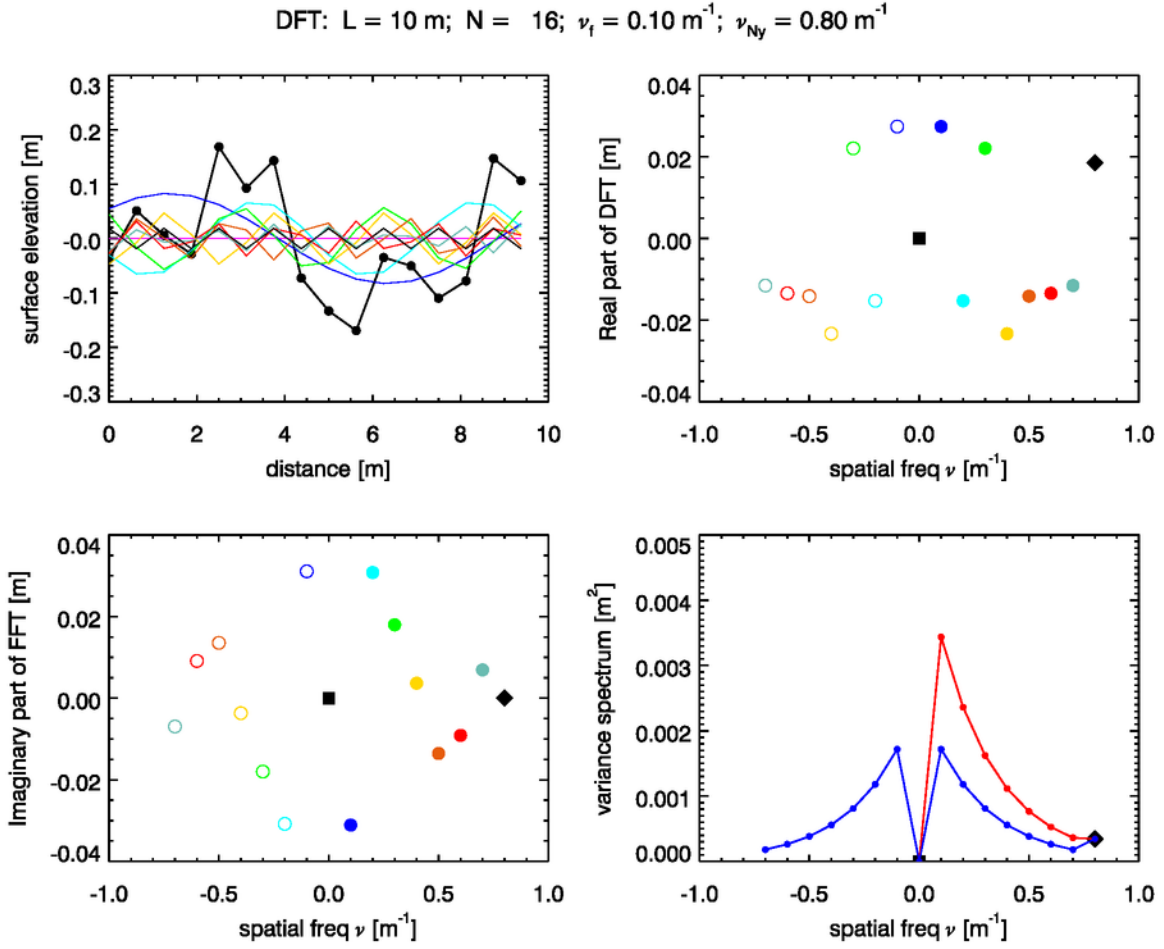 DFT: L = 10 m; N = 16; ν_f = 0.10 m⁻¹; ν_Ny = 0.80 m⁻¹
surface elevation [m]
0.3
0.2
0.1
-0.0
-0.1
-0.2
-0.3
0 2 4 6 8 10
distance [m]
Real part of DFT [m]
0.04
0.02
0.00
-0.02
-0.04
-1.0 -0.5 0.0 0.5 1.0
spatial freq ν [m⁻¹]
Imaginary part of FFT [m]
0.04
0.02
0.00
-0.02
-0.04
-1.0 -0.5 0.0 0.5 1.0
spatial freq ν [m⁻¹]
variance spectrum [m²]
0.005
0.004
0.003
0.002
0.001
0.000
-1.0 -0.5 0.0 0.5 1.0
spatial freq ν [m⁻¹]